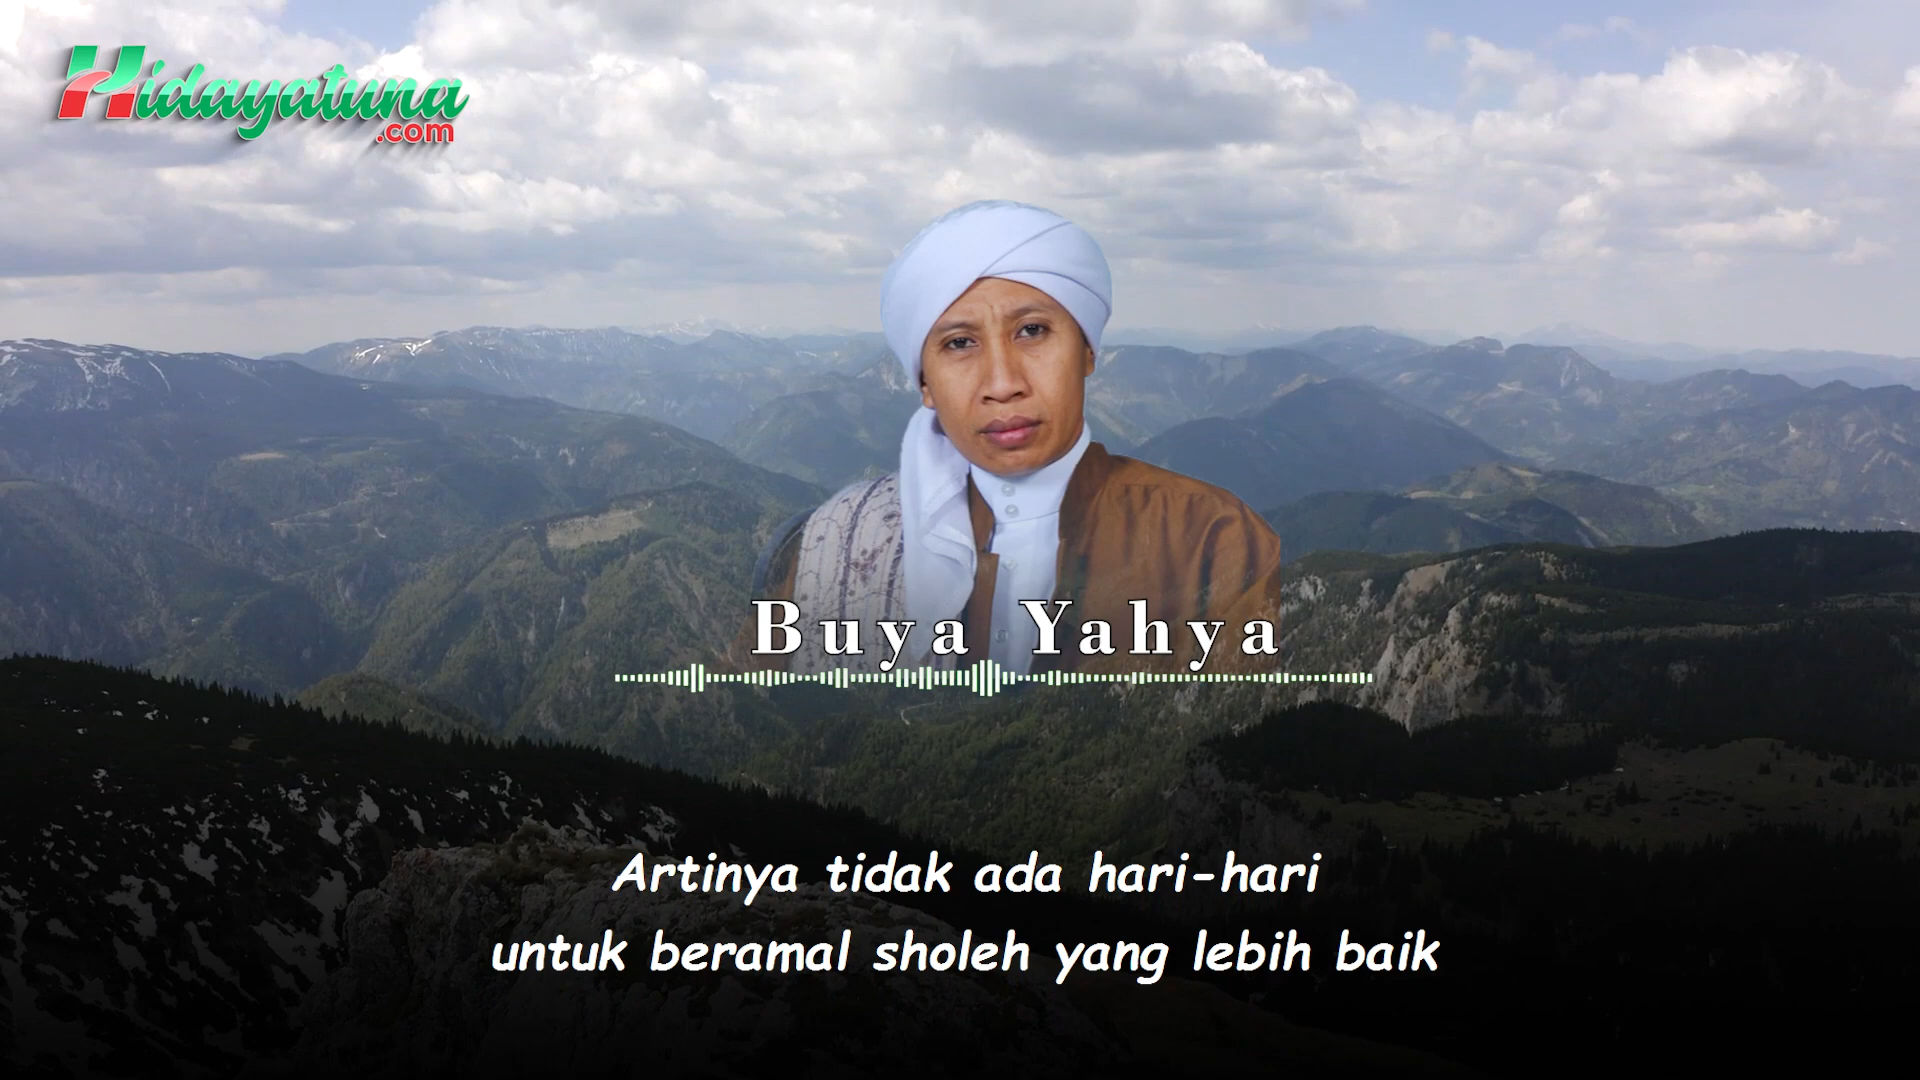 Hidayatuna
.com
Buya Yahya
Artinya tidak ada hari-hari
untuk beramal sholeh yang lebih baik